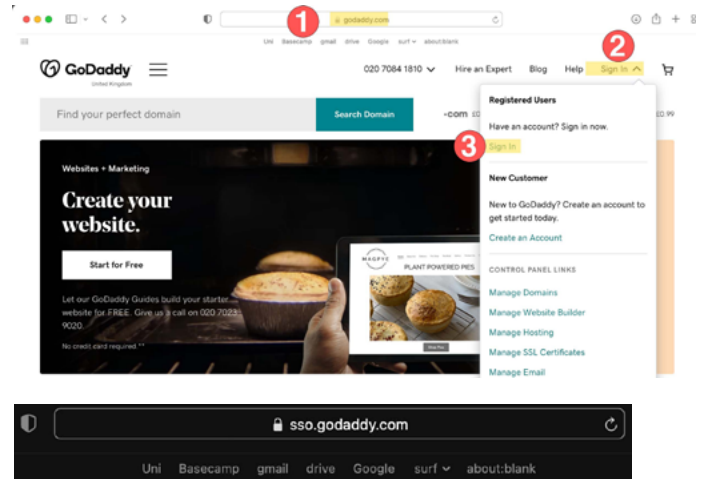 1
godaddy.com
Uni Basecamp gmail drive Google surf about:blank
2
GoDaddy
United Kingdom
020 7084 1810 Hire an Expert Blog Help Sign In
Find your perfect domain
Search Domain
-com £0.99
Registered Users
Have an account? Sign in now.
3
Sign In
New Customer
New to GoDaddy? Create an account to
get started today.
Create an Account
CONTROL PANEL LINKS
Manage Domains
Manage Website Builder
Manage Hosting
Manage SSL Certificates
Manage Email
Websites + Marketing
Create your
website.
Start for Free
Let our GoDaddy Guides build your starter
website for FREE. Give us a call on 020 7023
9020.
No credit card required.**
MAGPYE
PLANT POWERED PIES
sso.godaddy.com
Uni Basecamp gmail drive Google surf about:blank